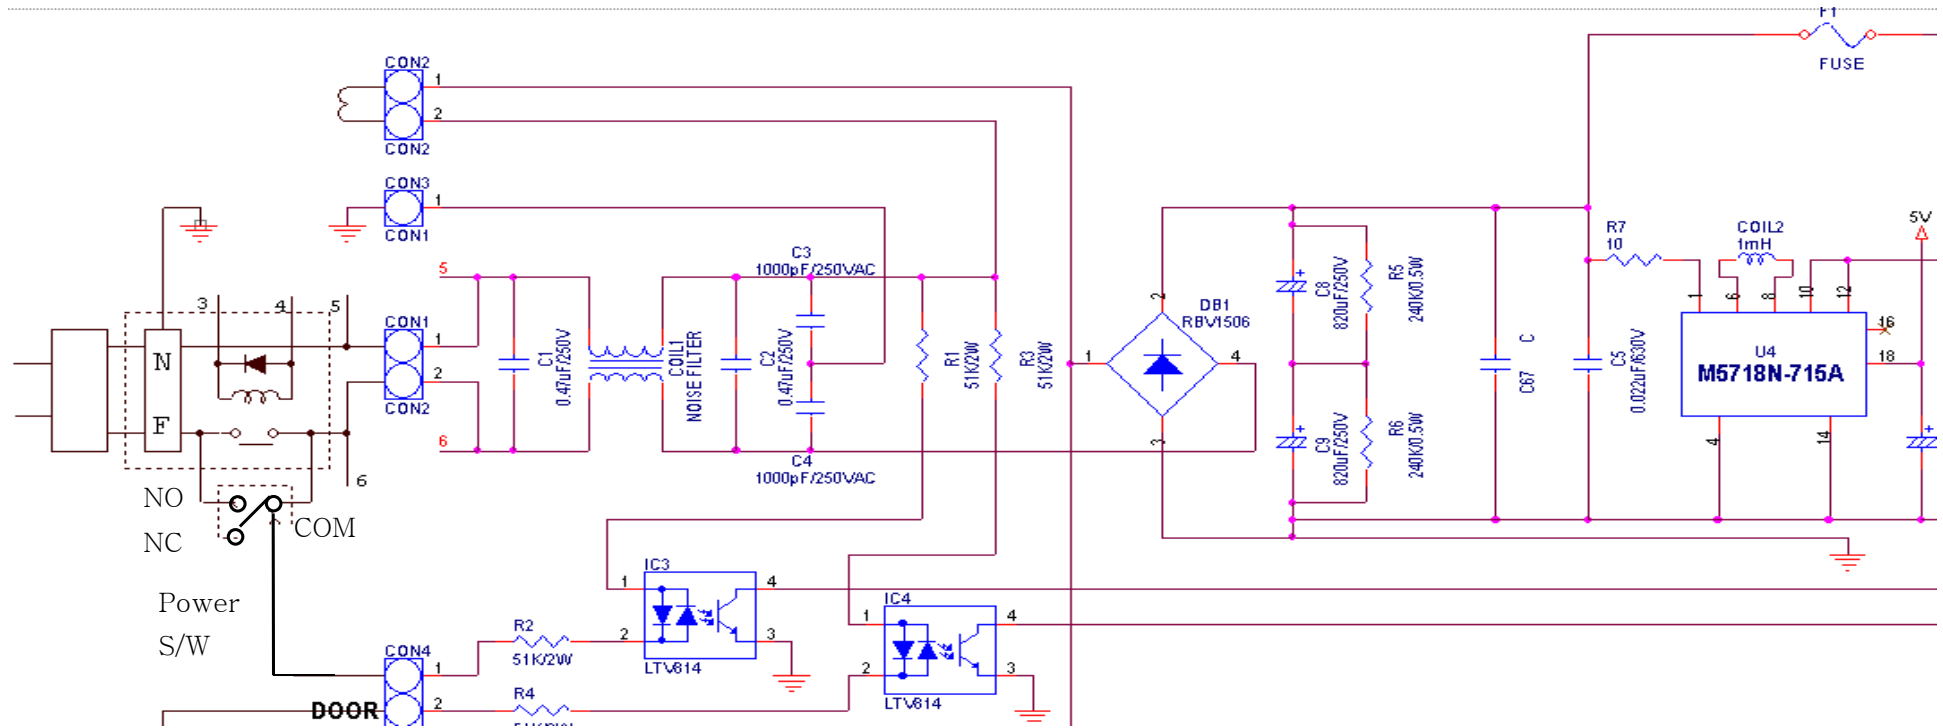 F1
FUSE
CON2
1
2
CON2
CON3
1
CON1
5V
R7
10
COIL2
1mH
C3
1000pF/250VAC
5
3
4
5
CON1
1
2
CON2
N
F
C1
0.47uF/250V
COIL1
NOISE FILTER
C2
0.47uF/250V
R1
51K/2W
R3
51K/2W
DB1
RBV1506
2
1
4
3
C8
820uF/250V
R5
240K/0.5W
C9
820uF/250V
R6
240K/0.5W
C
C67
C5
0.022uF/630V
1
6
8
10
12
16
18
U4
M5718N-715A
4
14
6
C4
1000pF/250VAC
6
NO
NC
COM
Power
S/W
IC3
1
4
2
3
LTV814
IC4
1
4
2
3
LTV814
R2
51K/2W
CON4
1
R4
DOOR
2